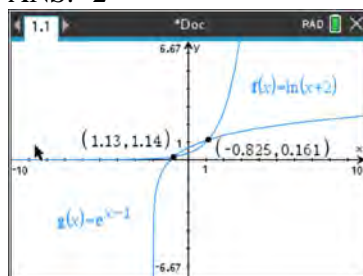 1.1 *Doc PAD
6.67 y
f(x)=ln(x+2)
(1.13, 1.14) 1
(-0.825, 0.161)
-10 1 x 10
g(x)=e^x-1
-6.67